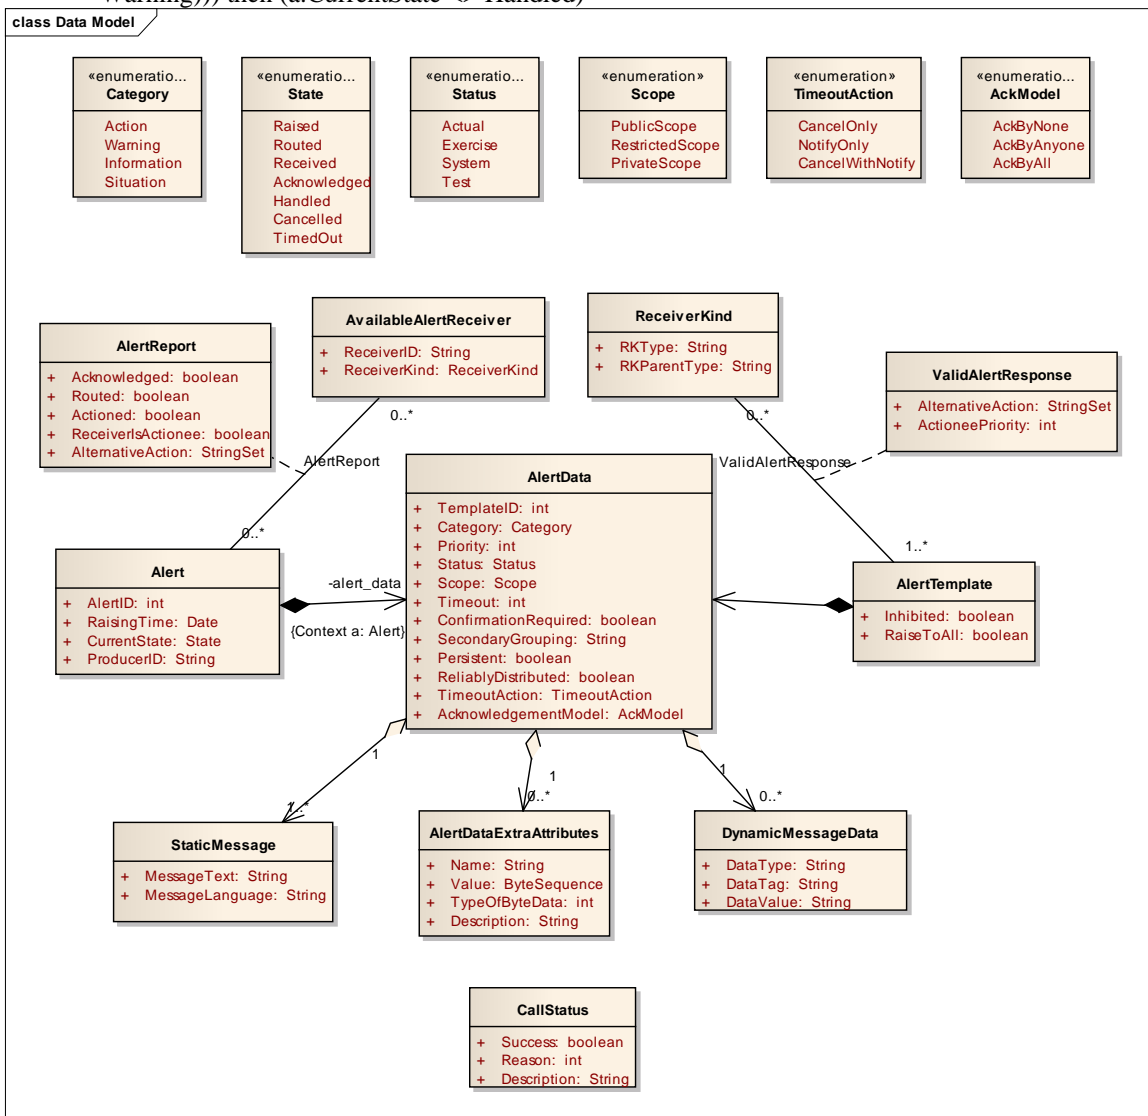 Warning))) then (a.CurrentState <> Handled)
class Data Model
«enumeratio...
Category
Action
Warning
Information
Situation
«enumeratio...
State
Raised
Routed
Received
Acknowledged
Handled
Cancelled
TimedOut
«enumeratio...
Status
Actual
Exercise
System
Test
«enumeration»
Scope
PublicScope
RestrictedScope
PrivateScope
«enumeration»
TimeoutAction
CancelOnly
NotifyOnly
CancelWithNotify
«enumeratio...
AckModel
AckByNone
AckByAnyone
AckByAll
AlertReport
+ Acknowledged: boolean
+ Routed: boolean
+ Actioned: boolean
+ ReceiverIsActionee: boolean
+ AlternativeAction: StringSet
AvailableAlertReceiver
+ ReceiverID: String
+ ReceiverKind: ReceiverKind
ReceiverKind
+ RKType: String
+ RKParentType: String
ValidAlertResponse
+ AlternativeAction: StringSet
+ ActioneePriority: int
0..*
0..*
AlertReport
ValidAlertResponse
0..*
1..*
Alert
+ AlertID: int
+ RaisingTime: Date
+ CurrentState: State
+ ProducerID: String
-alert_data
{Context a: Alert}
AlertData
+ TemplateID: int
+ Category: Category
+ Priority: int
+ Status: Status
+ Scope: Scope
+ Timeout: int
+ ConfirmationRequired: boolean
+ SecondaryGrouping: String
+ Persistent: boolean
+ ReliablyDistributed: boolean
+ TimeoutAction: TimeoutAction
+ AcknowledgementModel: AckModel
AlertTemplate
+ Inhibited: boolean
+ RaiseToAll: boolean
1
1
1
1..*
0..*
0..*
StaticMessage
+ MessageText: String
+ MessageLanguage: String
AlertDataExtraAttributes
+ Name: String
+ Value: ByteSequence
+ TypeOfByteData: int
+ Description: String
DynamicMessageData
+ DataType: String
+ DataTag: String
+ DataValue: String
CallStatus
+ Success: boolean
+ Reason: int
+ Description: String